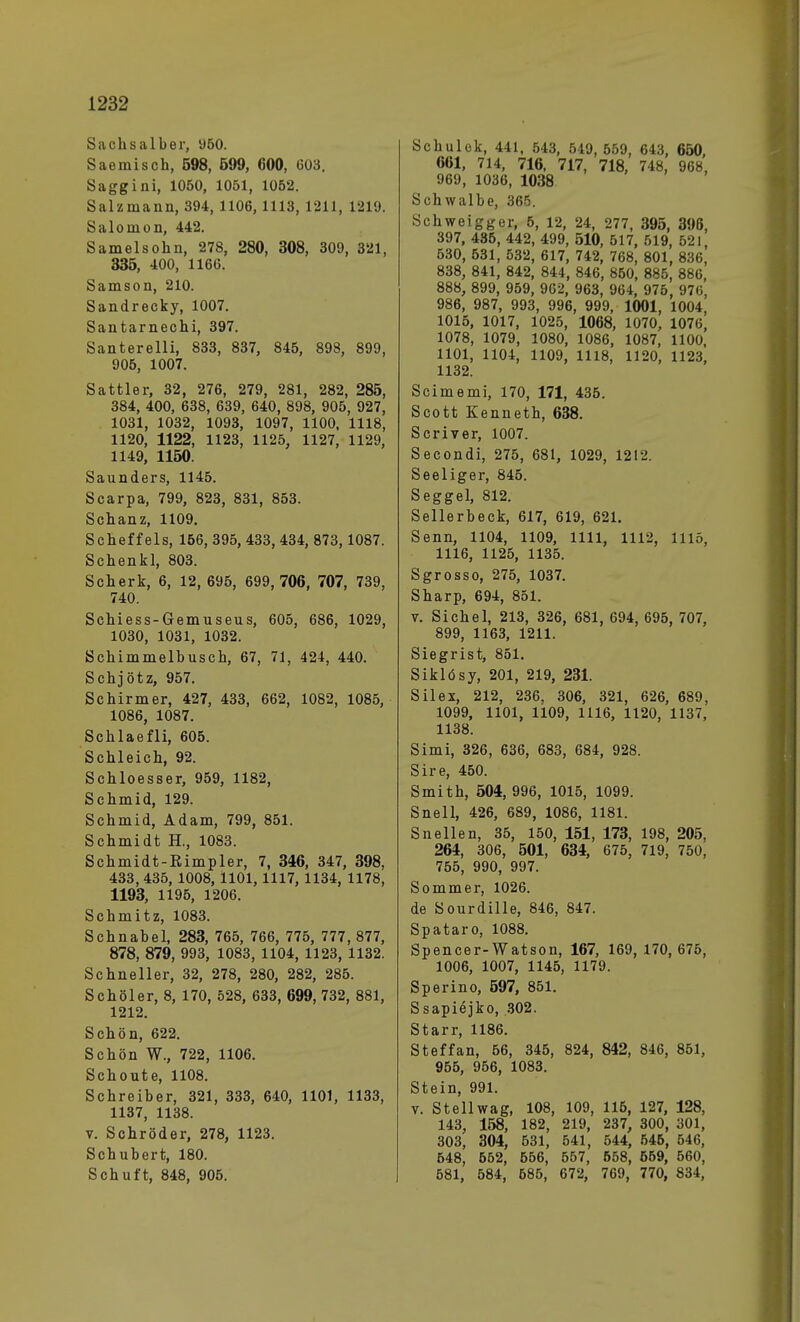 1232
Sachsalber, 950.
Saemisch, 598, 599, 600, 603.
Saggini, 1050, 1051, 1052.
Salzmann, 394, 1106, 1113, 1211, 1219.
Salomon, 442.
Samelsohn, 278, 280, 308, 309, 321,
335, 400, 1166.
Samson, 210.
Sandrecky, 1007.
Santarnechi, 397.
Santerelli, 833, 837, 845, 898, 899,
905, 1007.
Sattler, 32, 276, 279, 281, 282, 285,
384, 400, 638, 639, 640, 898, 905, 927,
1031, 1032, 1093, 1097, 1100, 1118,
1120, 1122, 1123, 1125, 1127, 1129,
1149, 1150.
Saunders, 1145.
Scarpa, 799, 823, 831, 853.
Schanz, 1109.
Scheffels, 156, 395, 433, 434, 873, 1087.
Schenkl, 803.
Scherk, 6, 12, 695, 699, 706, 707, 739,
740.
Schiess-Gemuseus, 605, 686, 1029,
1030, 1031, 1032.
Schimmelbusch, 67, 71, 424, 440.
Schjötz, 957.
Schirmer, 427, 433, 662, 1082, 1085,
1086, 1087.
Schlaefli, 605.
Schleich, 92.
Schloesser, 959, 1182,
Schmid, 129.
Schmid, Adam, 799, 851.
Schmidt H., 1083.
Schmidt-Rimpler, 7, 346, 347, 398,
433, 435, 1008, 1101, 1117, 1134, 1178,
1193, 1195, 1206.
Schmitz, 1083.
Schnabel, 283, 765, 766, 775, 777, 877,
878, 879, 993, 1083, 1104, 1123, 1132.
Schneller, 32, 278, 280, 282, 285.
Schöler, 8, 170, 528, 633, 699, 732, 881,
1212.
Schön, 622.
Schön W., 722, 1106.
Schoute, 1108.
Schreiber, 321, 333, 640, 1101, 1133,
1137, 1138.
v. Schröder, 278, 1123.
Schubert, 180.
Schuft, 848, 905.
Schulek, 441, 543, 549, 559, 643, 650,
661, 714, 716, 717, 718, 748, 968,
969, 1036, 1038
Schwalbe, 365.
Schweigger, 5, 12, 24, 277, 395, 396,
397, 435, 442, 499, 510, 517, 519, 521,
530, 531, 532, 617, 742, 768, 801, 836,
838, 841, 842, 844, 846, 850, 885, 886,
888, 899, 959, 962, 963, 964, 975, 976,
986, 987, 993, 996, 999, 1001, 1004,
1015, 1017, 1025, 1068, 1070, 1076,
1078, 1079, 1080, 1086, 1087, 1100,
1101, 1104, 1109, 1118, 1120, 1123,
1132.
Scimemi, 170, 171, 435.
Scott Kenneth, 638.
Scriver, 1007.
Secondi, 275, 681, 1029, 1212.
Seeliger, 845.
Seggel, 812.
Sellerbeck, 617, 619, 621.
Senn, 1104, 1109, 1111, 1112, 1115,
1116, 1125, 1135.
Sgrosso, 275, 1037.
Sharp, 694, 851.
v. Sichel, 213, 326, 681, 694, 695, 707,
899, 1163, 1211.
Siegrist, 851.
Siklósy, 201, 219, 231.
Silex, 212, 236, 306, 321, 626, 689,
1099, 1101, 1109, 1116, 1120, 1137,
1138.
Simi, 326, 636, 683, 684, 928.
Sire, 450.
Smith, 504, 996, 1015, 1099.
Snell, 426, 689, 1086, 1181.
Snellen, 35, 150, 151, 173, 198, 205,
264, 306, 501, 634, 675, 719, 750,
755, 990, 997.
Sommer, 1026.
de Sourdille, 846, 847.
Spataro, 1088.
Spencer-Watson, 167, 169, 170, 675,
1006, 1007, 1145, 1179.
Sperino, 597, 851.
Ssapiéjko, 302.
Starr, 1186.
Steffan, 56, 345, 824, 842, 846, 851,
955, 956, 1083.
Stein, 991.
v. Stellwag, 108, 109, 115, 127, 128,
143, 158, 182, 219, 237, 300, 301,
303, 304, 531, 541, 544, 545, 546,
548, 552, 556, 557, 558, 559, 560,
581, 584, 585, 672, 769, 770, 834,